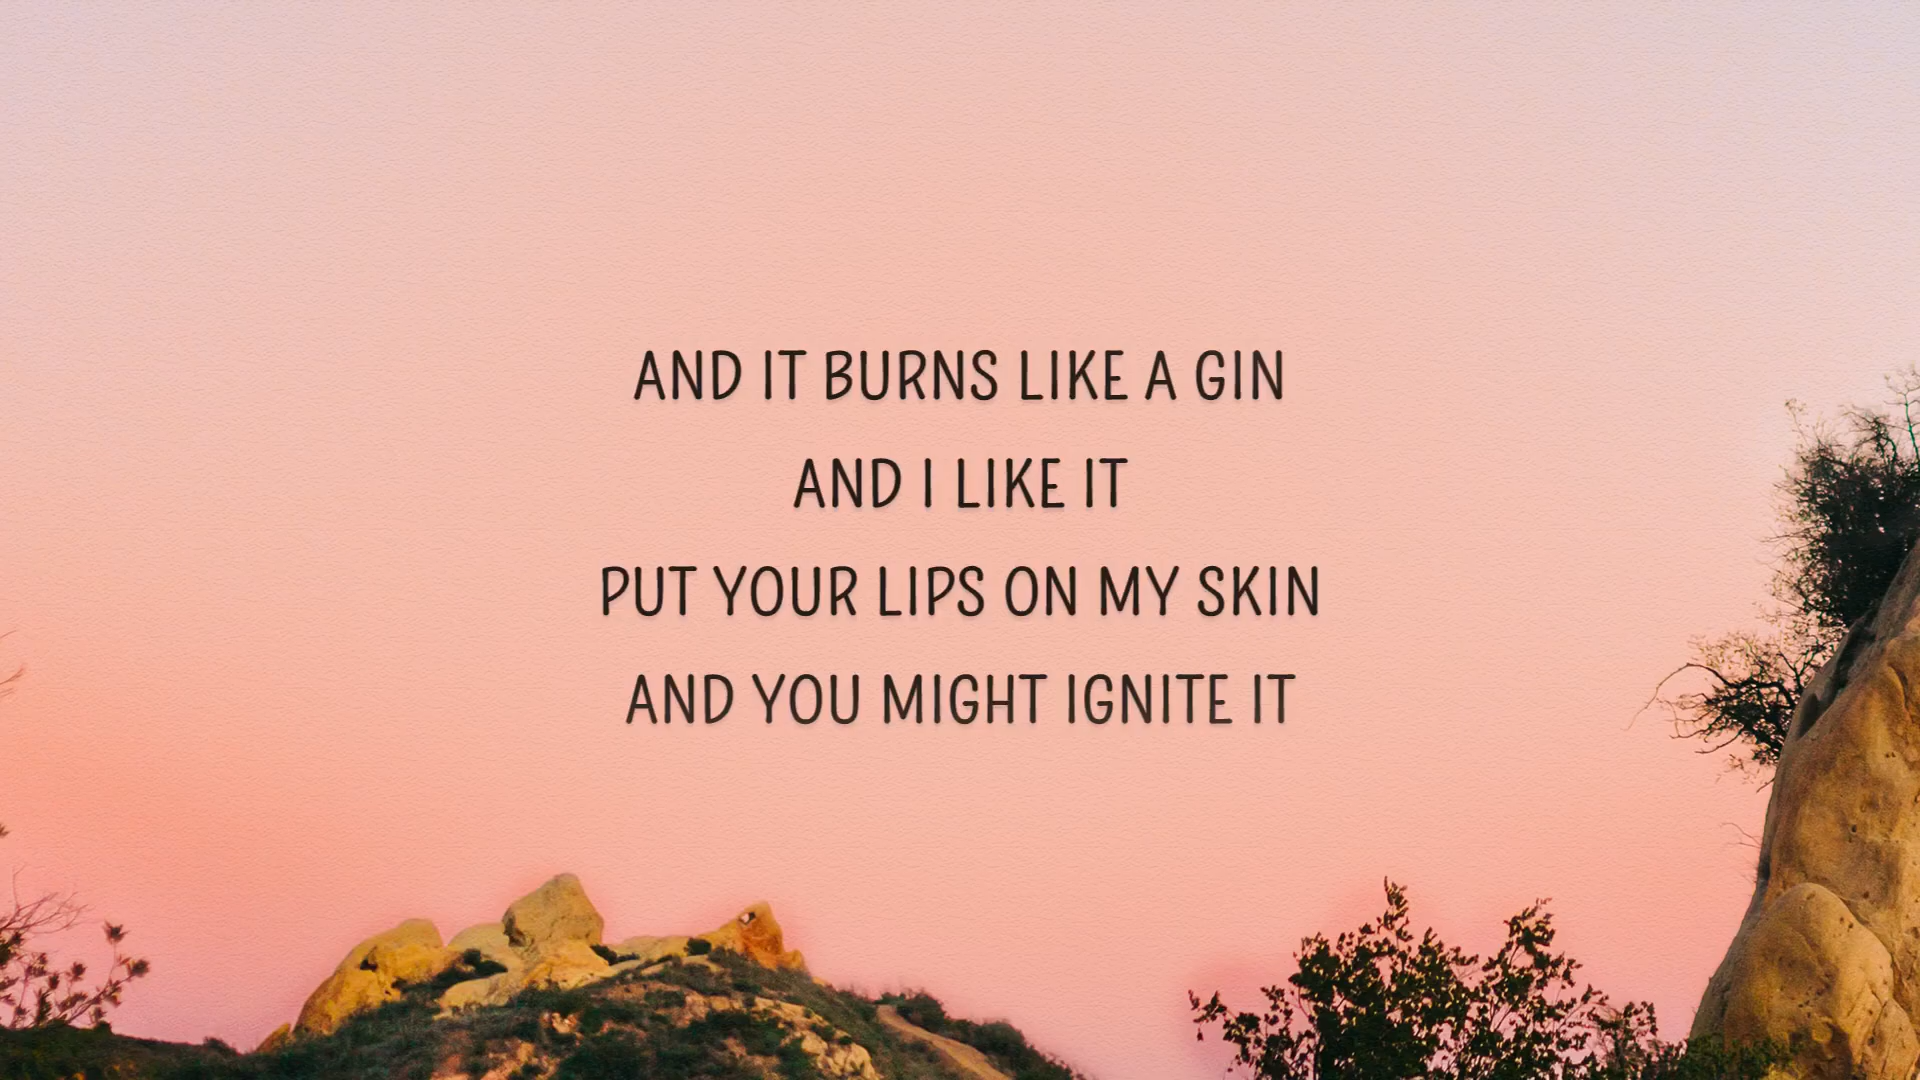 AND IT BURNS LIKE A GIN
AND I LIKE IT
PUT YOUR LIPS ON MY SKIN
AND YOU MIGHT IGNITE IT